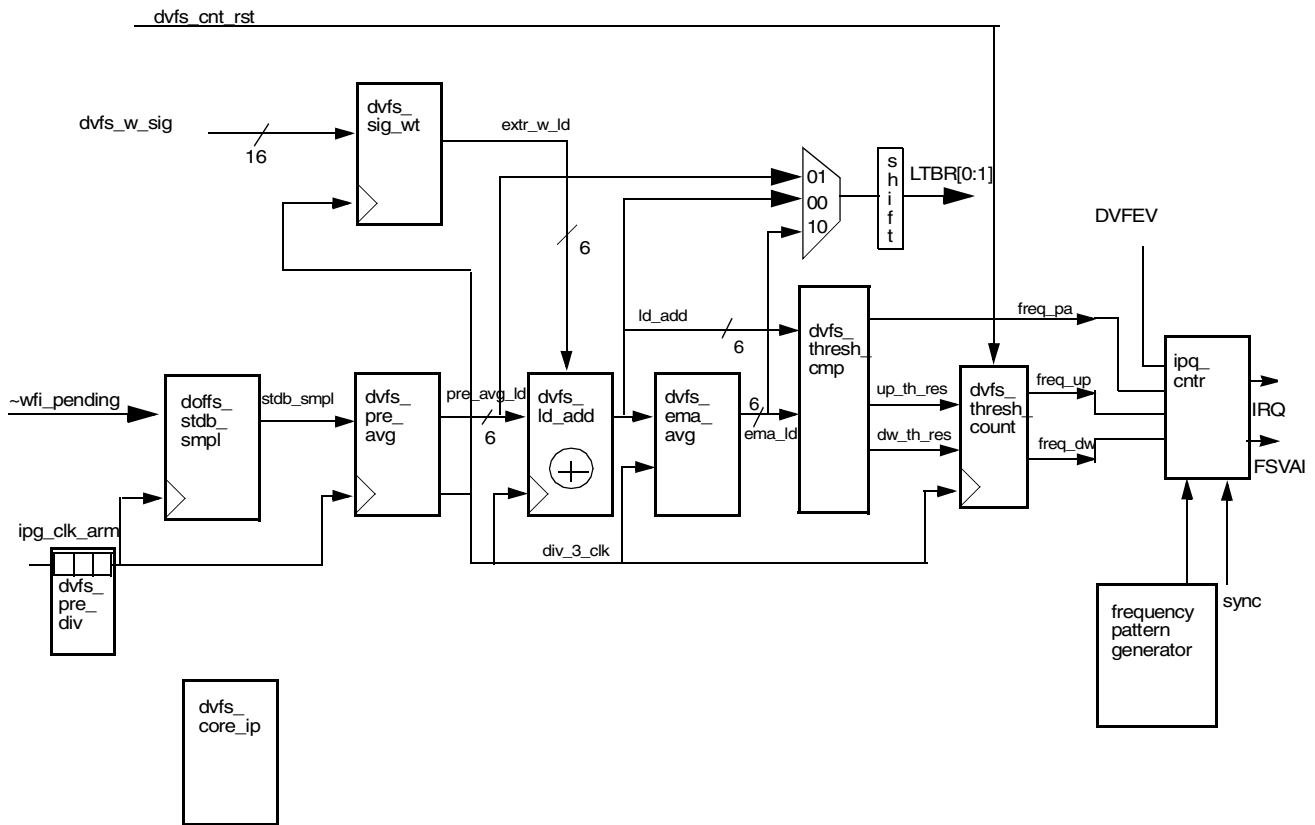 dvfs_cnt_rst
dvfs_w_sig
16
dvfs_
sig_wt
extr_w_ld
6
01
00
10
s
h
i
f
t
LTBR[0:1]
DVFEV
ld_add
6
dvfs_
thresh_
cmp
freq_pa
ipq_
cntr
IRQ
FSVAI
~wfi_pending
doffs_
stdb_
smpl
stdb_smpl
dvfs_
pre_
avg
pre_avg_ld
6
dvfs_
ld_add
dvfs_
ema_
avg
6
ema_ld
up_th_res
dw_th_res
dvfs_
thresh_
count
freq_up
freq_dw
ipg_clk_arm
dvfs_
pre_
div
div_3_clk
frequency
pattern
generator
sync
dvfs_
core_ip